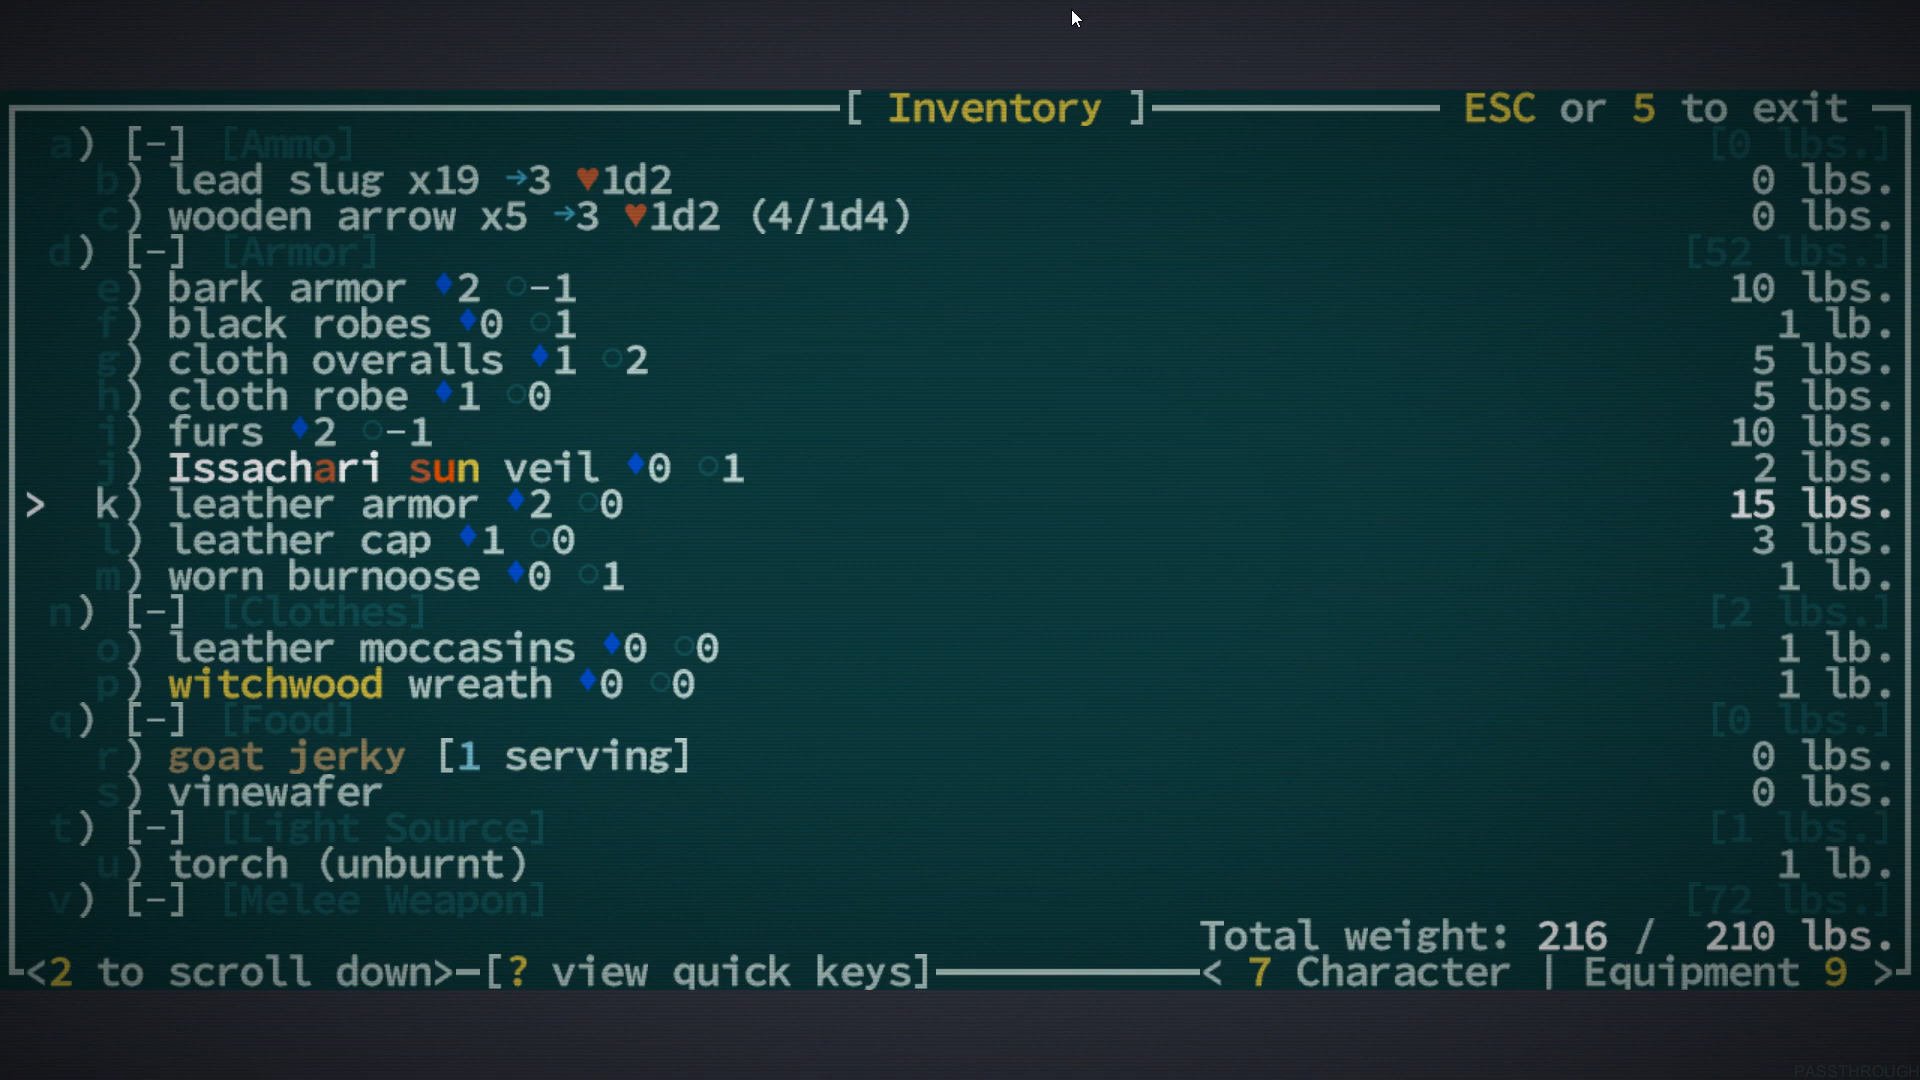 [ Inventory ] ESC or 5 to exit
a) [-] [Ammo] [0 lbs.]
b) lead slug x19 →3 ♥1d2 0 lbs.
c) wooden arrow x5 →3 ♥1d2 (4/1d4) 0 lbs.
d) [-] [Armor] [52 lbs.]
e) bark armor ♦2 ○-1 10 lbs.
f) black robes ♦0 ○1 1 lb.
g) cloth overalls ♦1 ○2 5 lbs.
h) cloth robe ♦1 ○0 5 lbs.
i) furs ♦2 ○-1 10 lbs.
j) Issachari sun veil ♦0 ○1 2 lbs.
> k) leather armor ♦2 ○0 15 lbs.
l) leather cap ♦1 ○0 3 lbs.
m) worn burnoose ♦0 ○1 1 lb.
n) [-] [Clothes] [2 lbs.]
o) leather moccasins ♦0 ○0 1 lb.
p) witchwood wreath ♦0 ○0 1 lb.
q) [-] [Food] [0 lbs.]
r) goat jerky [1 serving] 0 lbs.
s) vinewafer 0 lbs.
t) [-] [Light Source] [1 lbs.]
u) torch (unburnt) 1 lb.
v) [-] [Melee Weapon] [72 lbs.]
Total weight: 216 / 210 lbs.
<2 to scroll down> [? view quick keys] < 7 Character | Equipment 9 >
PASSTHROUGH